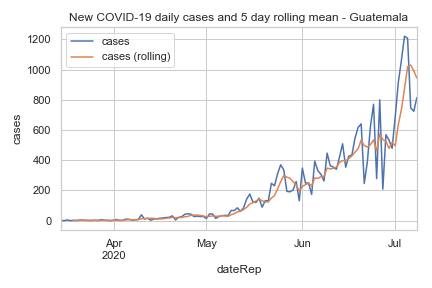 New COVID-19 daily cases and 5 day rolling mean - Guatemala
cases
cases (rolling)
1200
1000
800
600
400
200
0
cases
Apr
2020
May
Jun
Jul
dateRep